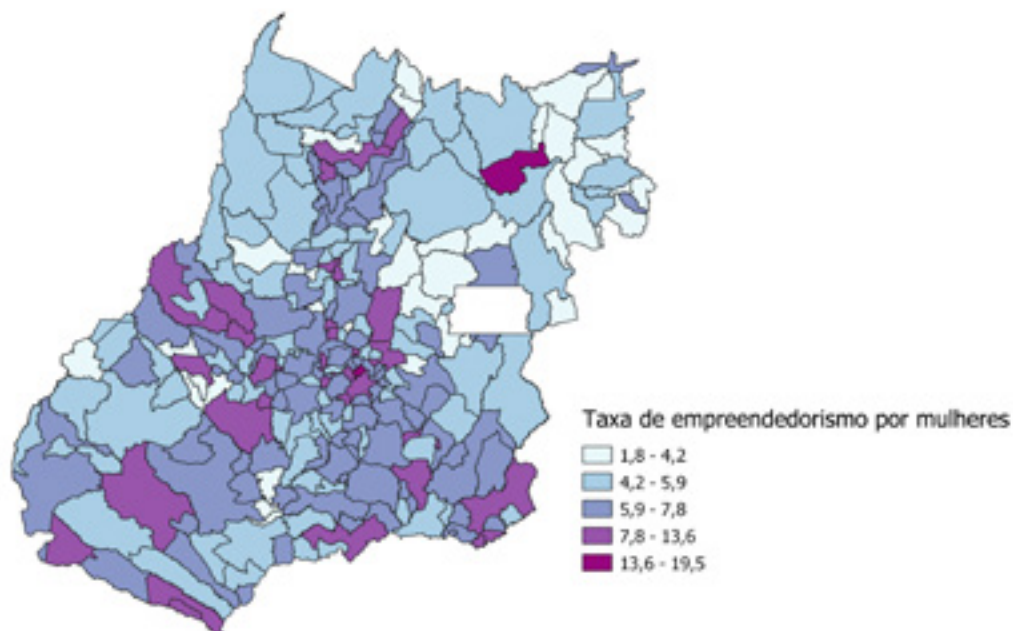 Taxa de empreendedorismo por mulheres
1,8 - 4,2
4,2 - 5,9
5,9 - 7,8
7,8 - 13,6
13,6 - 19,5